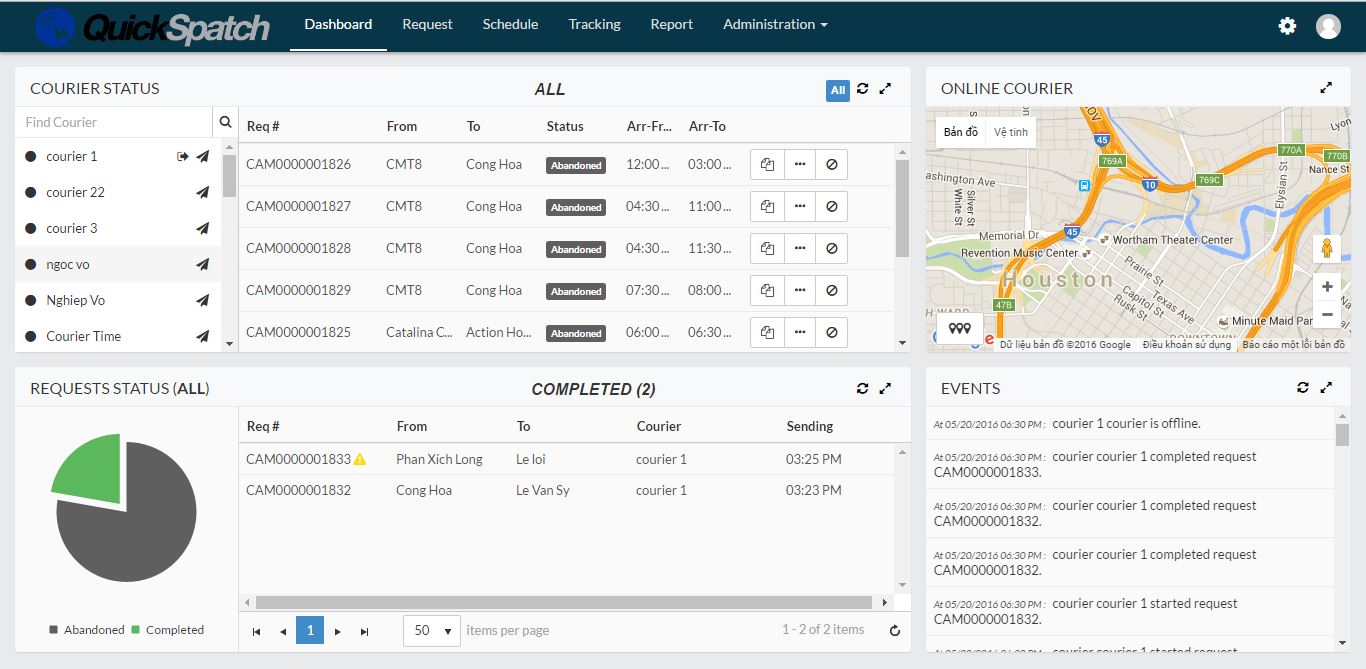 QuickSpatch
Dashboard Request Schedule Tracking Report Administration
COURIER STATUS
ALL
All
Find Courier
courier 1
courier 22
courier 3
ngoc vo
Nghiep Vo
Courier Time
Req # From To Status Arr-Fr... Arr-To
CAM0000001826 CMT8 Cong Hoa Abandoned 12:00 ... 03:00 ...
CAM0000001827 CMT8 Cong Hoa Abandoned 04:30 ... 11:00 ...
CAM0000001828 CMT8 Cong Hoa Abandoned 04:30 ... 11:30 ...
CAM0000001829 CMT8 Cong Hoa Abandoned 07:30 ... 08:00 ...
CAM0000001825 Catalina C... Action Ho... Abandoned 06:00 ... 06:30 ...
ONLINE COURIER
Bản đồ Vệ tinh
45
769A
10
769C
770A
770B
Lyon
Nance St
Elysian St
ashington Ave
Silver St
White St
Memorial Dr
45
Wortham Theater Center
Revention Music Center
Houston
Prairie St
Capitol St
Texas Ave
Rusk St
47B
Minute Maid Par
DOWNTOWN
Dữ liệu bản đồ ©2016 Google Điều khoản sử dụng Báo cáo một lỗi bản đồ
REQUESTS STATUS (ALL)
Abandoned Completed
COMPLETED (2)
Req # From To Courier Sending
CAM0000001833 Phan Xích Long Le loi courier 1 03:25 PM
CAM0000001832 Cong Hoa Le Van Sy courier 1 03:23 PM
1 50 items per page 1 - 2 of 2 items
EVENTS
At 05/20/2016 06:30 PM : courier 1 courier is offline.
At 05/20/2016 06:30 PM : courier courier 1 completed request
CAM0000001833.
At 05/20/2016 06:30 PM : courier courier 1 completed request
CAM0000001832.
At 05/20/2016 06:30 PM : courier courier 1 completed request
CAM0000001832.
At 05/20/2016 06:30 PM : courier courier 1 started request
CAM0000001832.
At 05/20/2016 06:30 PM : courier courier 1 started request